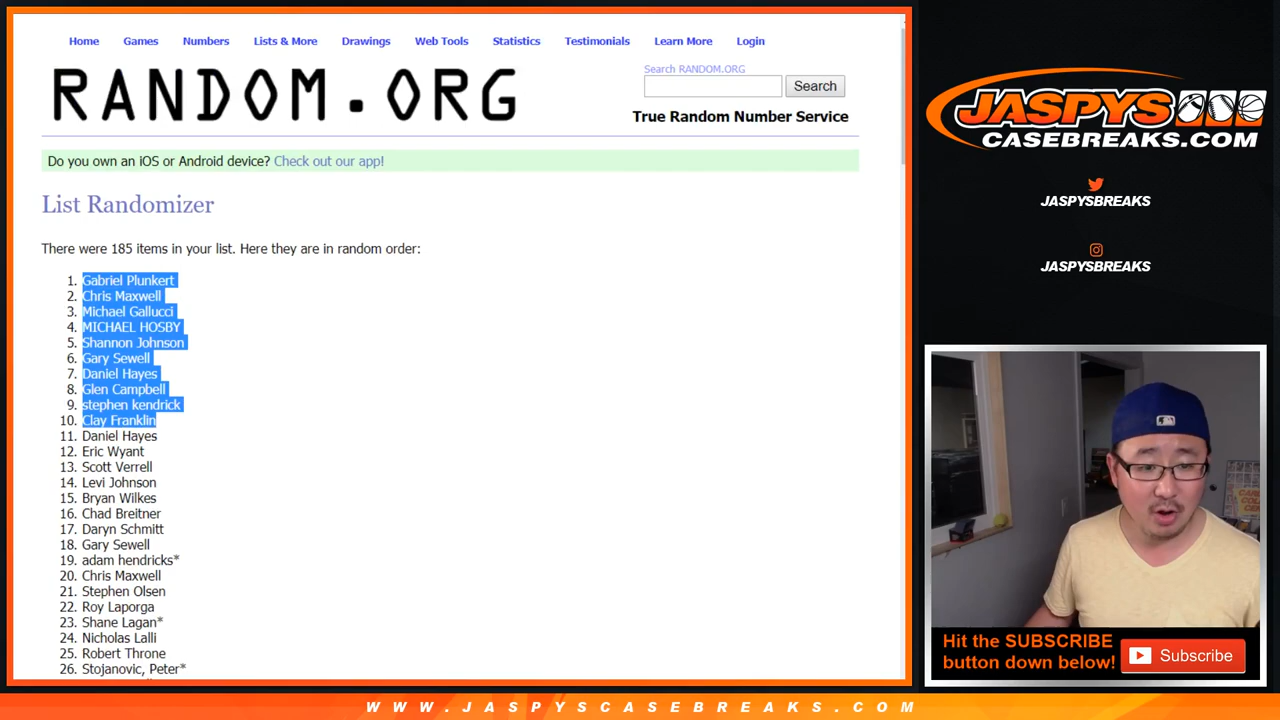 Home Games Numbers Lists & More Drawings Web Tools Statistics Testimonials Learn More Login
RANDOM.ORG
Search RANDOM.ORG
Search
True Random Number Service
Do you own an iOS or Android device? Check out our app!
List Randomizer
There were 185 items in your list. Here they are in random order:
1. Gabriel Plunkert
2. Chris Maxwell
3. Michael Gallucci
4. MICHAEL HOSBY
5. Shannon Johnson
6. Gary Sewell
7. Daniel Hayes
8. Glen Campbell
9. stephen kendrick
10. Clay Franklin
11. Daniel Hayes
12. Eric Wyant
13. Scott Verrell
14. Levi Johnson
15. Bryan Wilkes
16. Chad Breitner
17. Daryn Schmitt
18. Gary Sewell
19. adam hendricks*
20. Chris Maxwell
21. Stephen Olsen
22. Roy Laporga
23. Shane Lagan*
24. Nicholas Lalli
25. Robert Throne
26. Stojanovic, Peter*
JASPYS
CASEBREAKS.COM
JASPYSBREAKS
JASPYSBREAKS
Hit the SUBSCRIBE
button down below!
Subscribe
WWW.JASPYSCASEBREAKS.COM